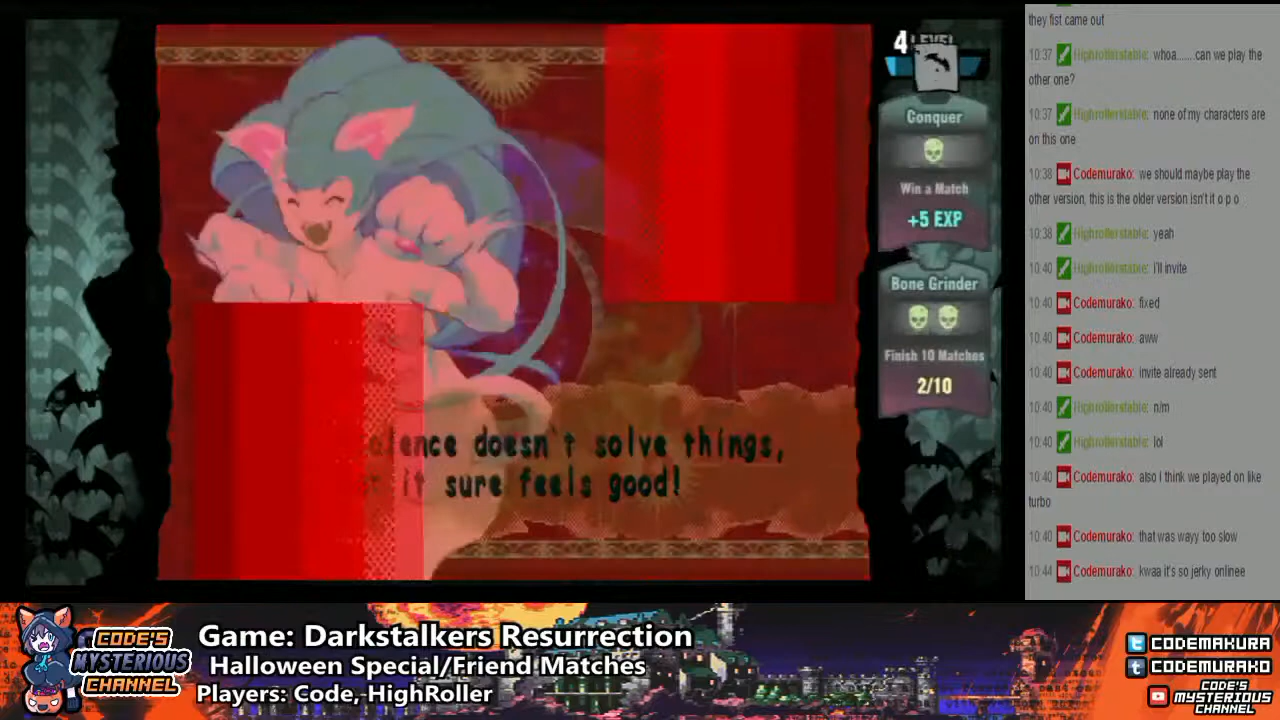 4 LEVEL
Conquer
Win a Match
+5 EXP
Bone Grinder
Finish 10 Matches
2/10
doesn't solve things,
it sure feels good!
they fist came out
10:37 Highrollerstable: whoa.......can we play the
other one?
10:37 Highrollerstable: none of my characters are
on this one
10:38 Codemurako: we should maybe play the
other version, this is the older version isn't it o p o
10:38 Highrollerstable: yeah
10:40 Highrollerstable: i'll invite
10:40 Codemurako: fixed
10:40 Codemurako: aww
10:40 Codemurako: invite already sent
10:40 Highrollerstable: n/m
10:40 Highrollerstable: lol
10:40 Codemurako: also i think we played on like
turbo
10:40 Codemurako: that was wayy too slow
10:44 Codemurako: kwaa it's so jerky onlinee
CODE'S
MYSTERIOUS
CHANNEL
Game: Darkstalkers Resurrection
Halloween Special/Friend Matches
Players: Code, HighRoller
CODEMAKURA
CODEMURAKO
CODE'S
MYSTERIOUS
CHANNEL